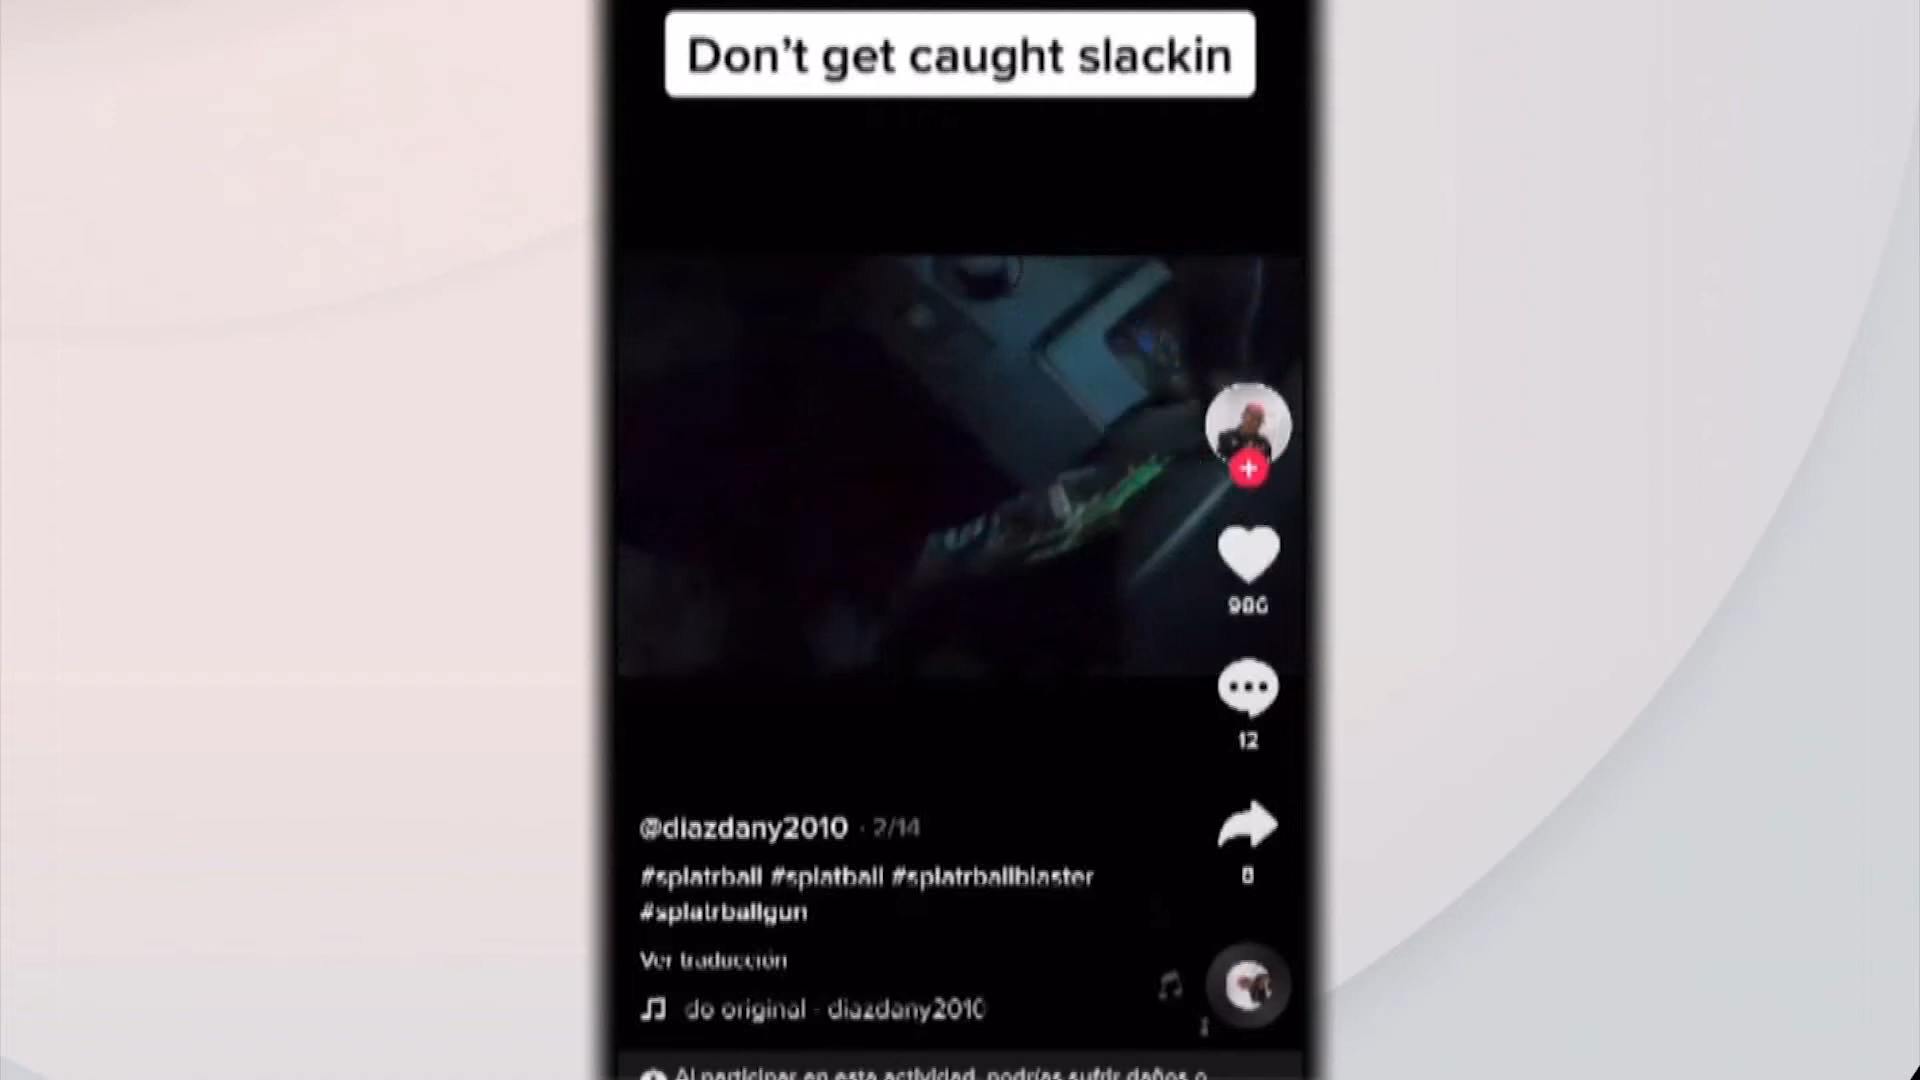 Don't get caught slackin
986
12
8
@diazdany2010 · 2/14
#splatrball #splatball #splatrballblaster
#splatrballgun
Ver traducción
do original - diazdany2010
Al participar en esta actividad, podrías sufrir daños o